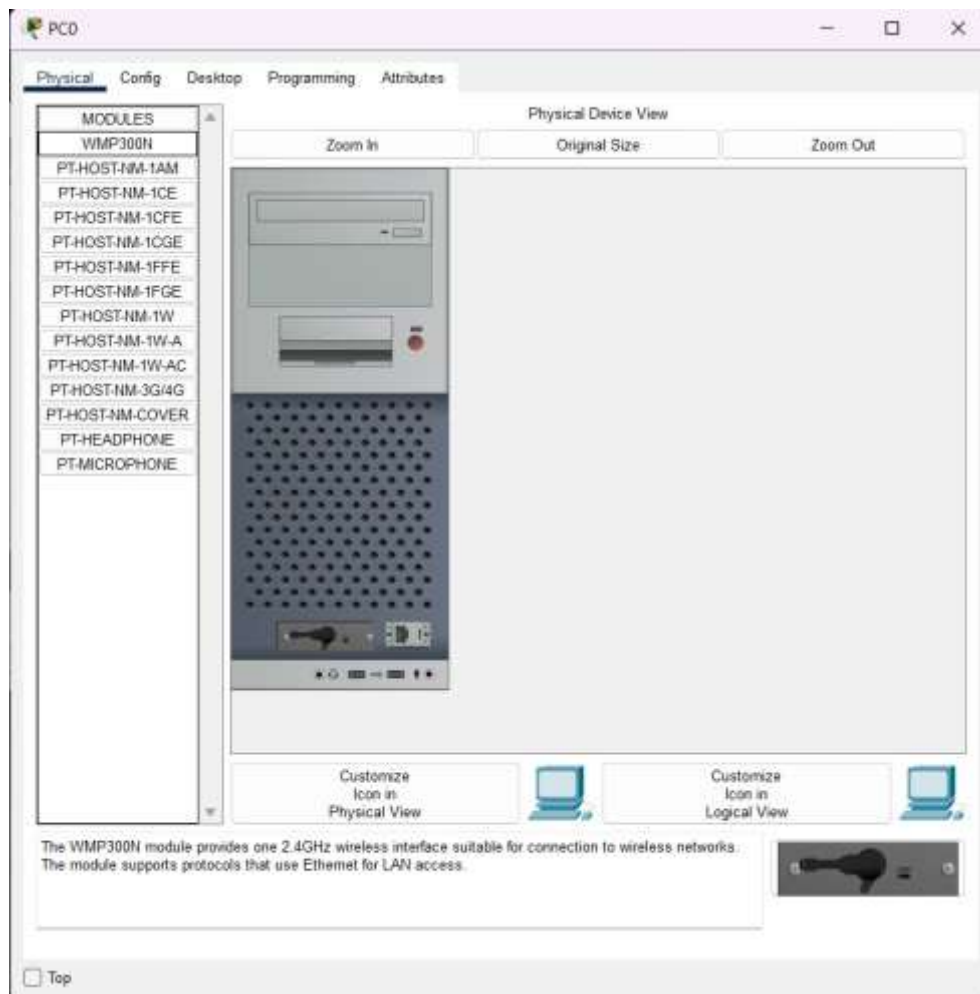 PC0
Physical Config Desktop Programming Attributes
MODULES
WMP300N
PT-HOST-NM-1AM
PT-HOST-NM-1CE
PT-HOST-NM-1CFE
PT-HOST-NM-1CGE
PT-HOST-NM-1FFE
PT-HOST-NM-1FGE
PT-HOST-NM-1W
PT-HOST-NM-1W-A
PT-HOST-NM-1W-AC
PT-HOST-NM-3G/4G
PT-HOST-NM-COVER
PT-HEADPHONE
PT-MICROPHONE
Physical Device View
Zoom In Original Size Zoom Out
Customize
Icon in
Physical View
Customize
Icon in
Logical View
The WMP300N module provides one 2.4GHz wireless interface suitable for connection to wireless networks.
The module supports protocols that use Ethernet for LAN access.
Top